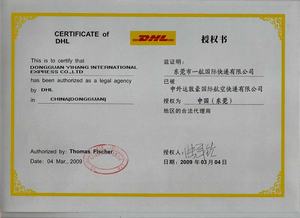 CERTIFICATE of
DHL
DHL
授权书
This is to certify that
DONGGUAN YIHANG INTERNATIONAL
EXPRESS CO.,LTD
has been authorized as a legal agency
by DHL
in CHINA(DONGGUAN)
Authorized by: Thomas Fischer
Date: 04 Mar., 2009
兹证明:
东莞市一航国际快递有限公司
已被
中外运敦豪国际航空快递有限公司
授权为 中国（东莞）
地区的合法代理商
授权人:
日期: 2009年03月04日